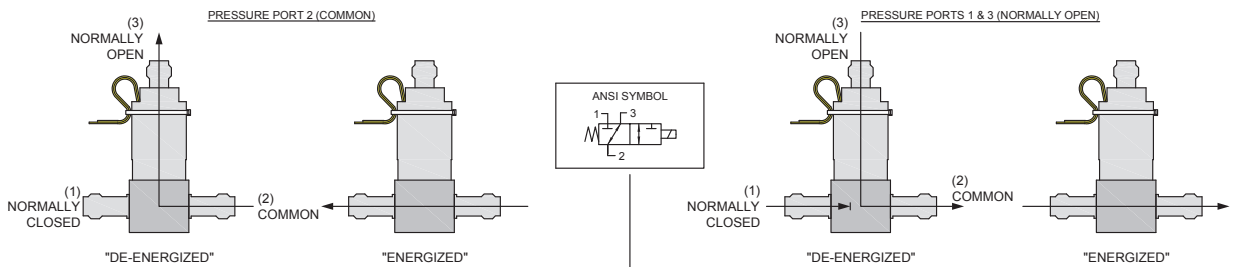 PRESSURE PORT 2 (COMMON)
(3)
NORMALLY
OPEN
(1)
NORMALLY
CLOSED
(2)
COMMON
"DE-ENERGIZED"
"ENERGIZED"
ANSI SYMBOL
1
3
2
PRESSURE PORTS 1 & 3 (NORMALLY OPEN)
(3)
NORMALLY
OPEN
(1)
NORMALLY
CLOSED
(2)
COMMON
"DE-ENERGIZED"
"ENERGIZED"